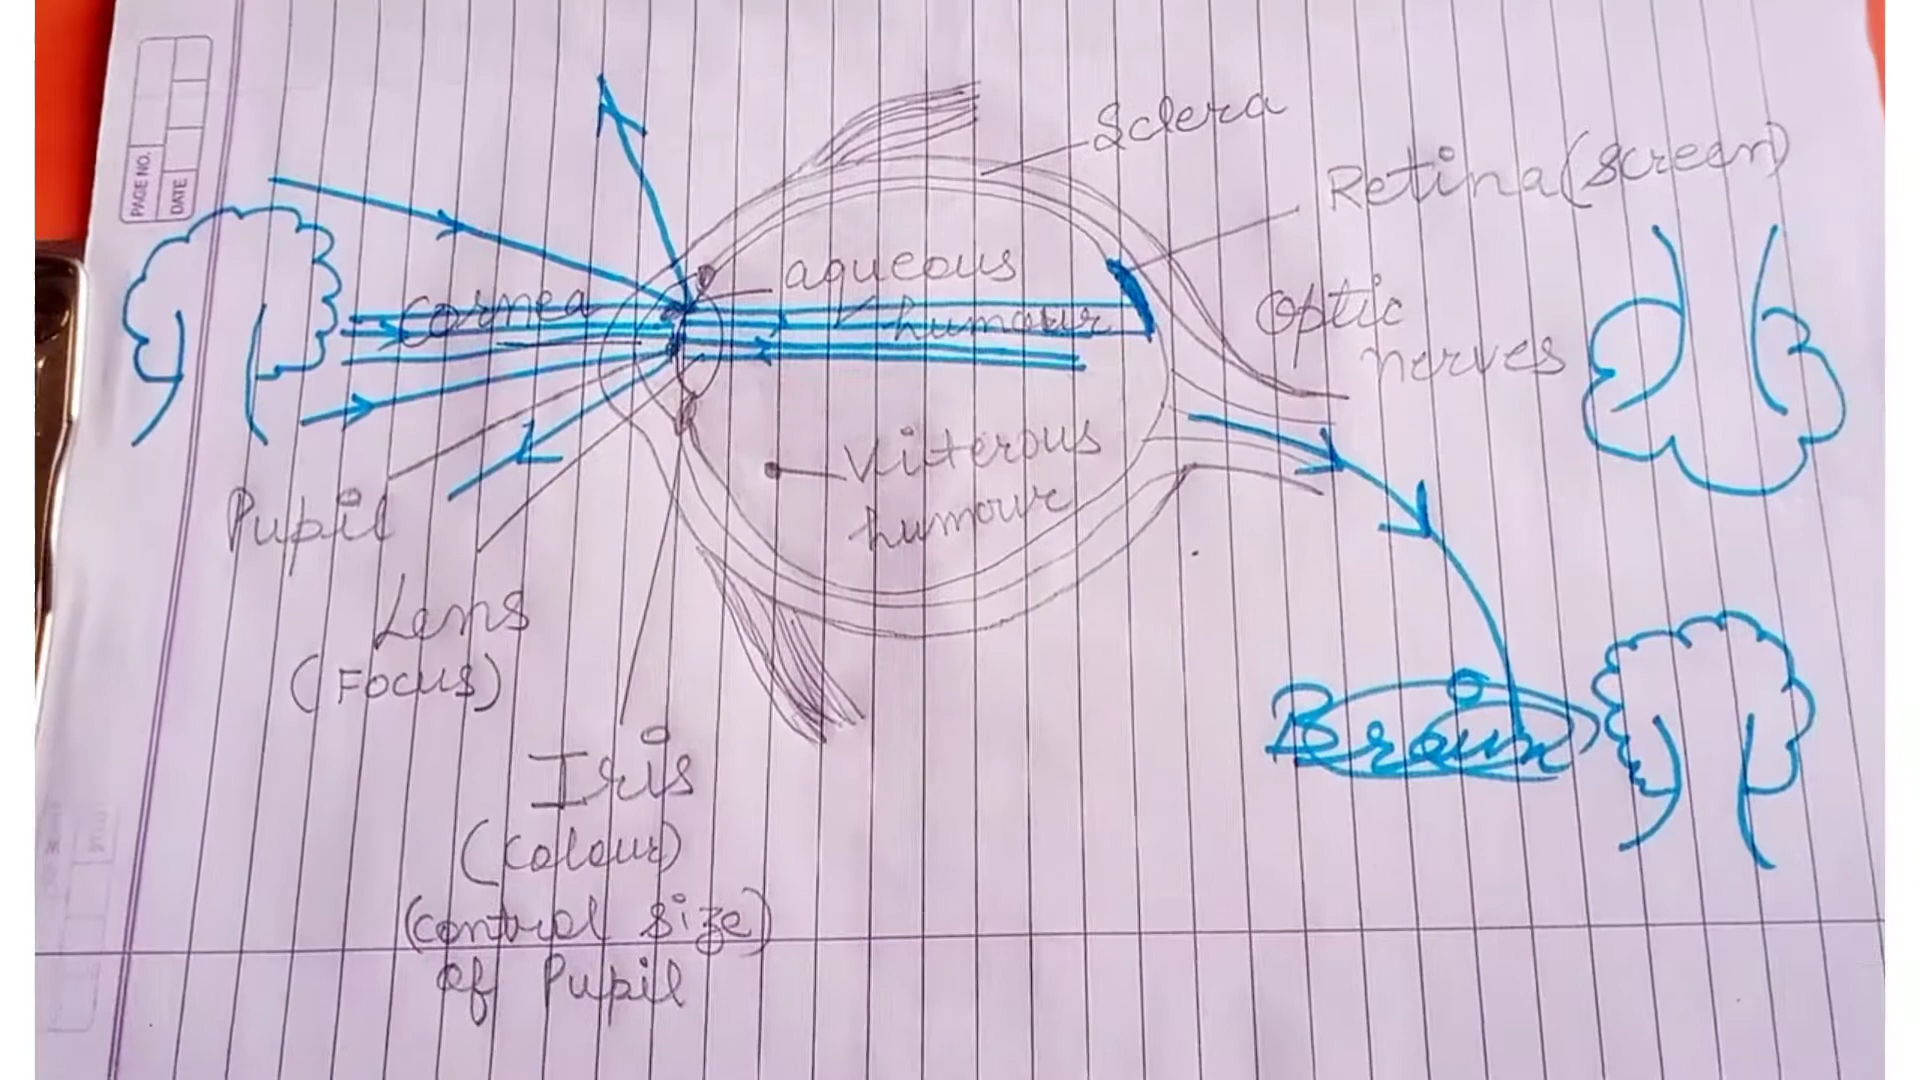 PAGE NO.
DATE
Sclera
Retina (Screen)
aqueous
humour
cornea
Optic
nerves
Viterous
humour
Pupil
Lens
(Focus)
Brain
Iris
(colour)
(control size)
of Pupil